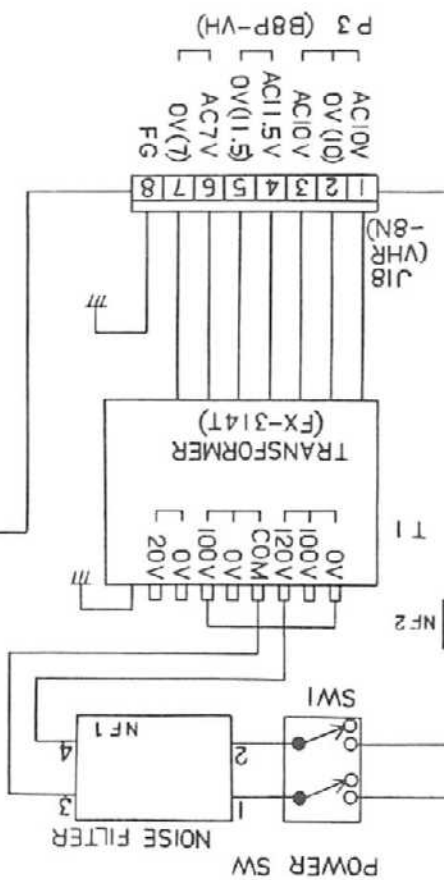 POWER SW
SW1
NOISE FILTER
1
3
2
4
NF1
NF2
0V
100V
120V
COM
0V
100V
0V
20V
T1
TRANSFORMER
(FX-314T)
J18
(VHR
-8N)
1
2
3
4
5
6
7
8
AC10V
0V(10)
AC10V
AC11.5V
0V(11.5)
AC7V
0V(7)
FG
P3 (B8P-VH)